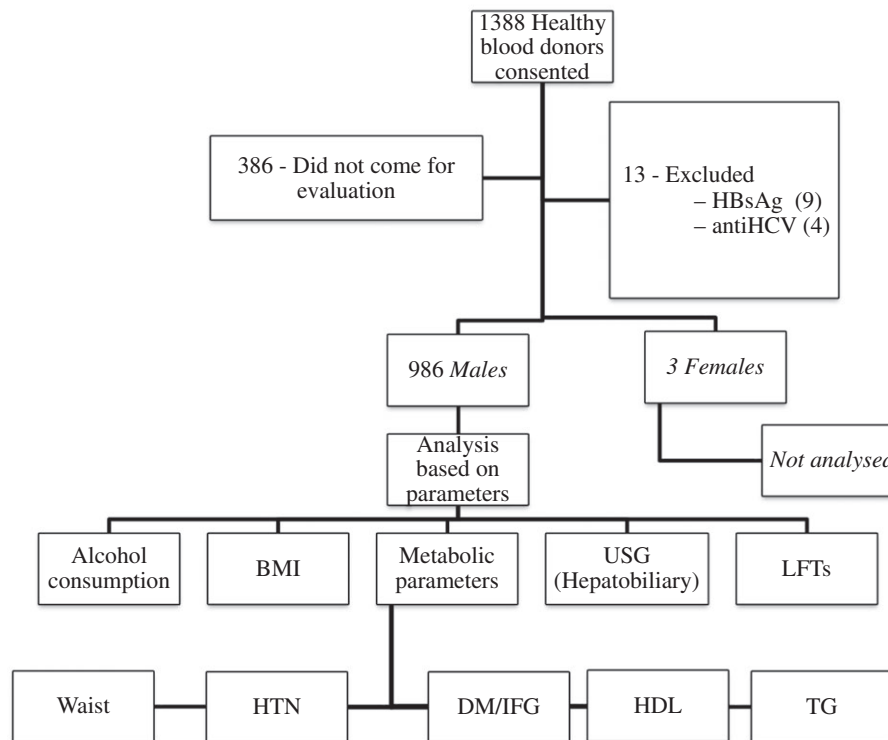 1388 Healthy
blood donors
consented
386 - Did not come for
evaluation
13 - Excluded
– HBsAg (9)
– antiHCV (4)
986 Males
3 Females
Analysis
based on
parameters
Not analysed
Alcohol
consumption
BMI
Metabolic
parameters
USG
(Hepatobiliary)
LFTs
Waist
HTN
DM/IFG
HDL
TG